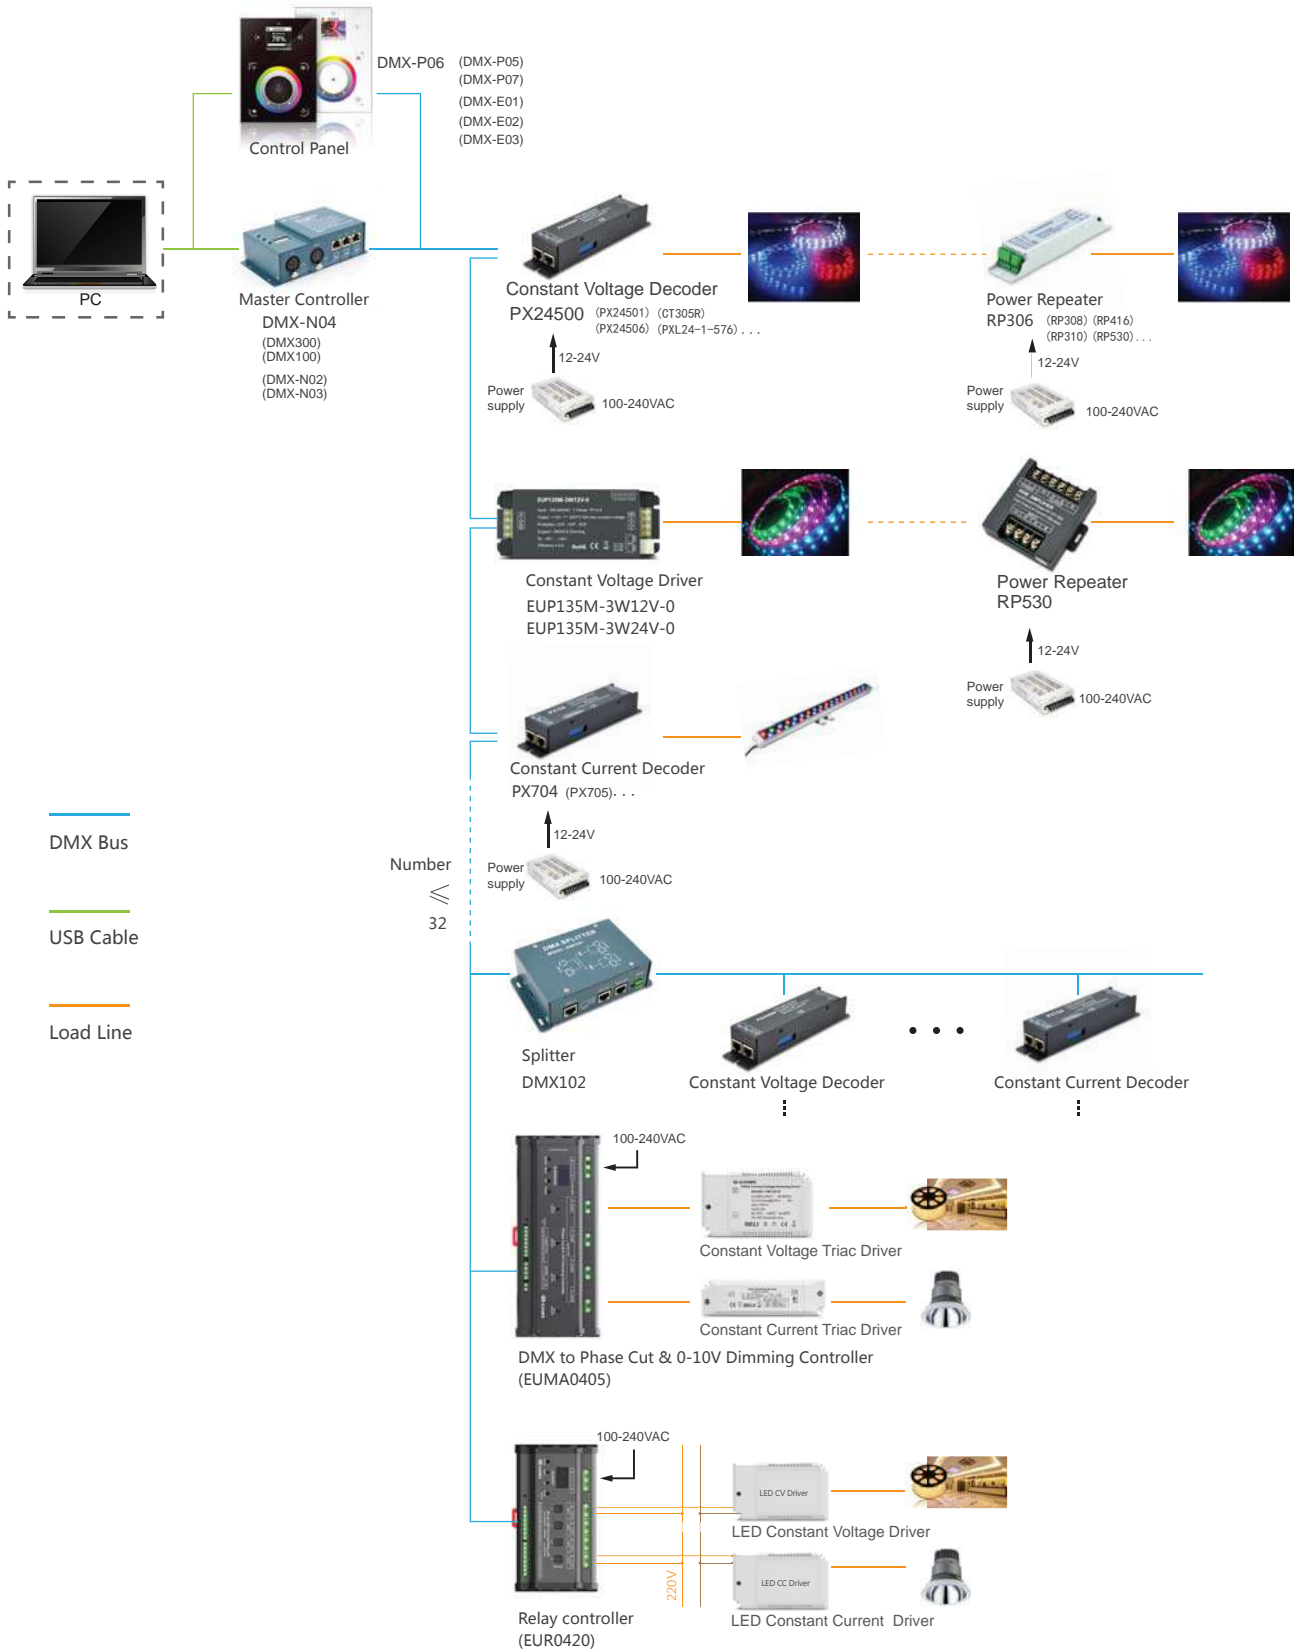 DMX-P06 (DMX-P05)
(DMX-P07)
(DMX-E01)
(DMX-E02)
(DMX-E03)
78%
Control Panel
PC
Master Controller
DMX-N04
(DMX300)
(DMX100)
(DMX-N02)
(DMX-N03)
Constant Voltage Decoder
PX24500 (PX24501) (CT305R)
(PX24506) (PXL24-1-576) . . .
12-24V
Power
supply
100-240VAC
Power Repeater
RP306 (RP308) (RP416)
(RP310) (RP530) . . .
12-24V
Power
supply
100-240VAC
EUP135M-3W12V-0
Constant Voltage Driver
EUP135M-3W12V-0
EUP135M-3W24V-0
Power Repeater
RP530
12-24V
Power
supply
100-240VAC
Constant Current Decoder
PX704 (PX705) . . .
12-24V
Power
supply
100-240VAC
DMX Bus
USB Cable
Load Line
Number
≤
32
DMX SPLITTER
Splitter
DMX102
Constant Voltage Decoder
• • •
Constant Current Decoder
100-240VAC
Constant Voltage Triac Driver
Constant Current Triac Driver
DMX to Phase Cut & 0-10V Dimming Controller
(EUMA0405)
100-240VAC
220V
LED CV Driver
LED Constant Voltage Driver
LED CC Driver
LED Constant Current Driver
Relay controller
(EUR0420)